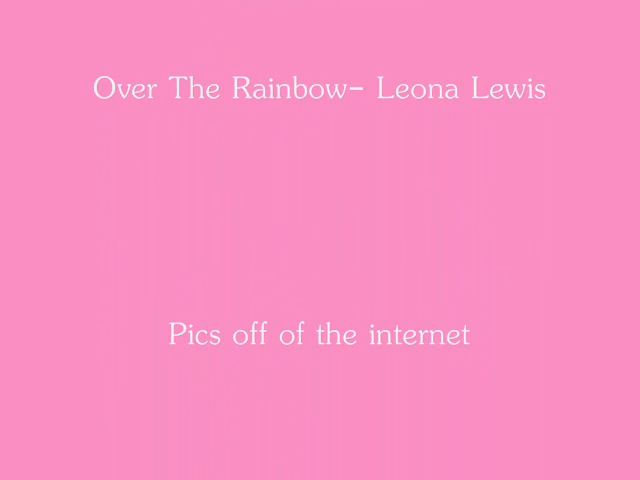 Over The Rainbow- Leona Lewis
Pics off of the internet